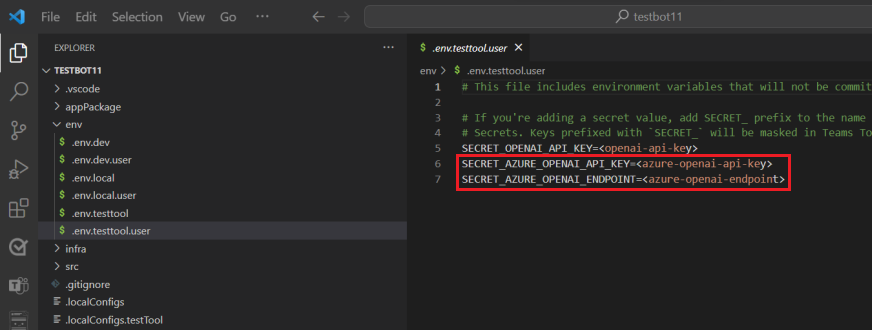 File Edit Selection View Go ··· testbot11
EXPLORER ···
TESTBOT11
.vscode
appPackage
env
.env.dev
.env.dev.user
.env.local
.env.local.user
.env.testtool
.env.testtool.user
infra
src
.gitignore
.localConfigs
.localConfigs.testTool
$ .env.testtool.user ×
env > $ .env.testtool.user
1 # This file includes environment variables that will not be commit
2
3 # If you're adding a secret value, add SECRET_ prefix to the name
4 # Secrets. Keys prefixed with `SECRET_` will be masked in Teams To
5 SECRET_OPENAI_API_KEY=<openai-api-key>
6 SECRET_AZURE_OPENAI_API_KEY=<azure-openai-api-key>
7 SECRET_AZURE_OPENAI_ENDPOINT=<azure-openai-endpoint>